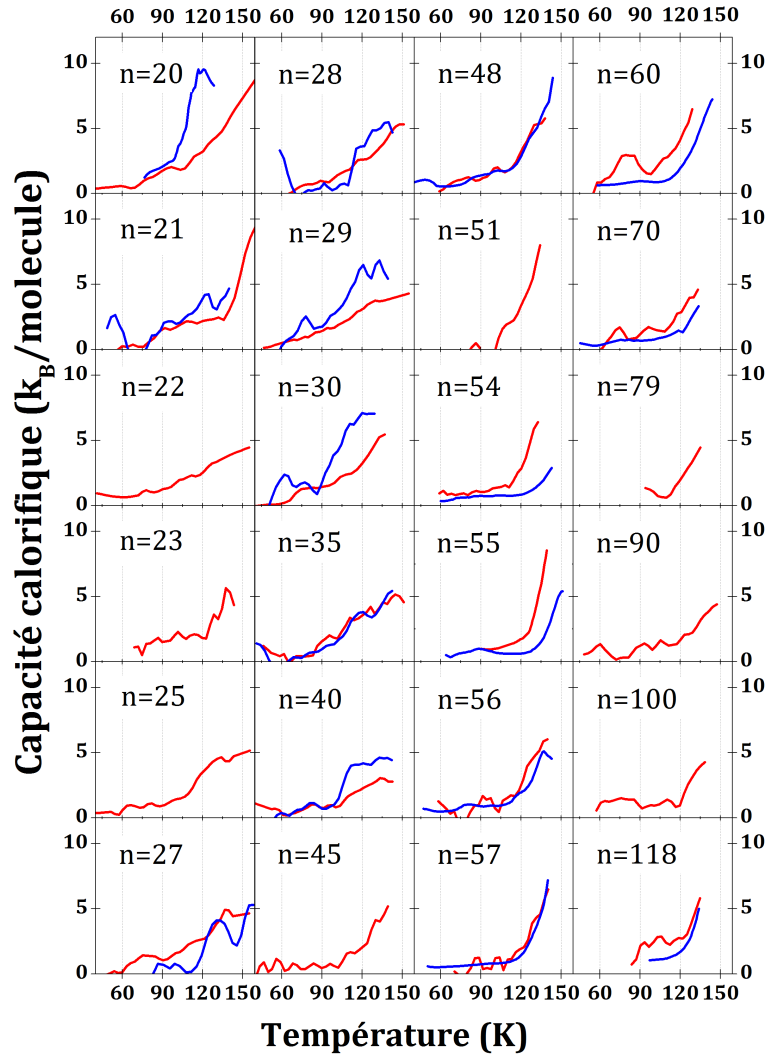 60 90 120 150 60 90 120 150 60 90 120 150 60 90 120 150
10 n=20 n=28 n=48 n=60 10
5 5
0 0
10 n=21 n=29 n=51 n=70 10
5 5
0 0
10 n=22 n=30 n=54 n=79 10
5 5
0 0
10 n=23 n=35 n=55 n=90 10
5 5
0 0
10 n=25 n=40 n=56 n=100 10
5 5
0 0
10 n=27 n=45 n=57 n=118 10
5 5
0 0
60 90 120 150 60 90 120 150 60 90 120 150 60 90 120 150
Capacité calorifique (kB/molecule)
Température (K)